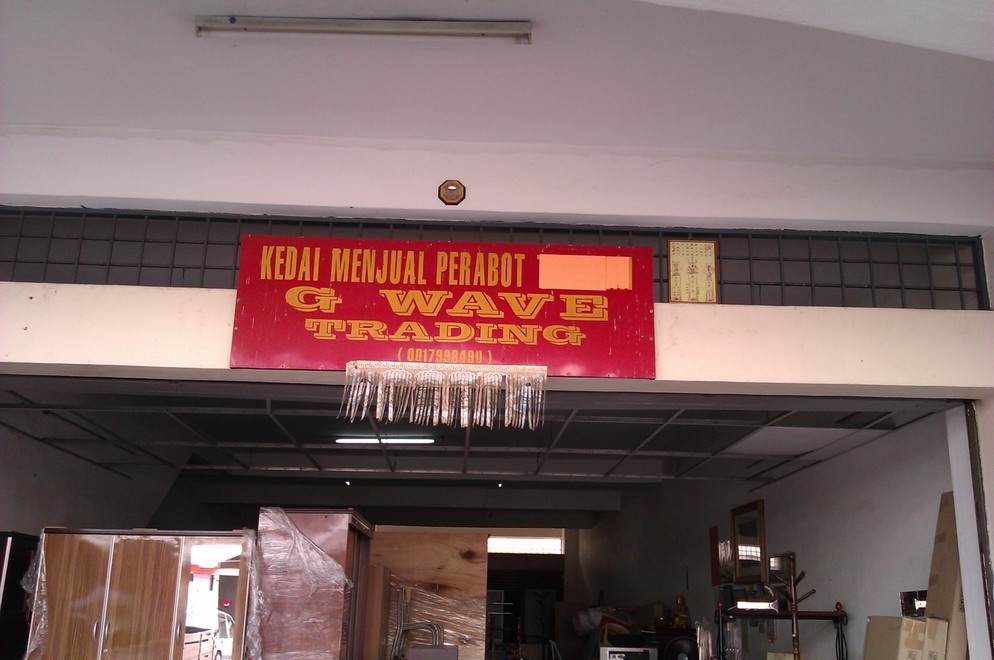 KEDAI MENJUAL PERABOT
G WAVE
TRADING
( 001799849U )